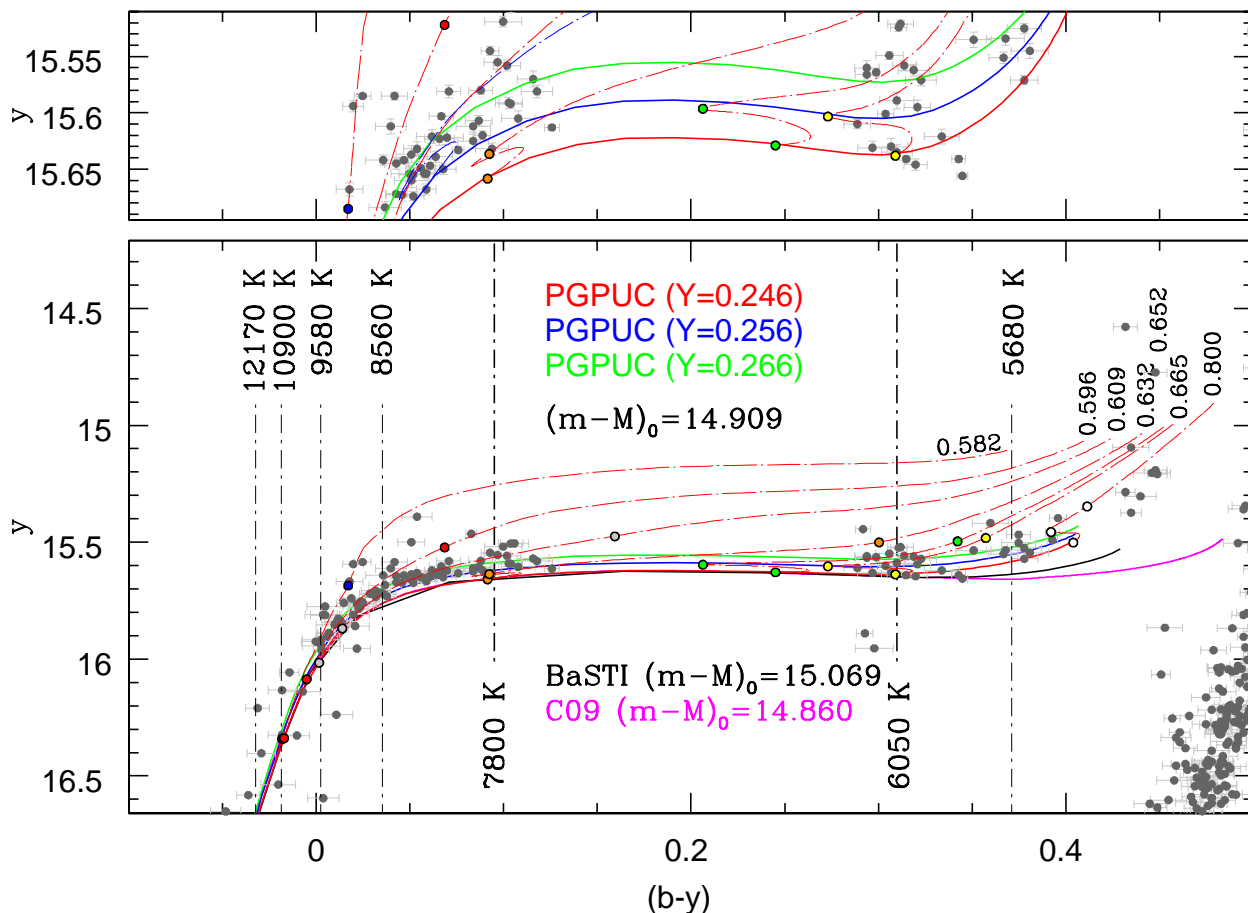 15.55
15.6
15.65
y
14.5
15
15.5
16
16.5
y
12170 K
10900 K
9580 K
8560 K
7800 K
6050 K
5680 K
PGPUC (Y=0.246)
PGPUC (Y=0.256)
PGPUC (Y=0.266)
(m−M)₀=14.909
0.582
0.596
0.609
0.632
0.652
0.665
0.800
BaSTI (m−M)₀=15.069
C09 (m−M)₀=14.860
0
0.2
0.4
(b-y)